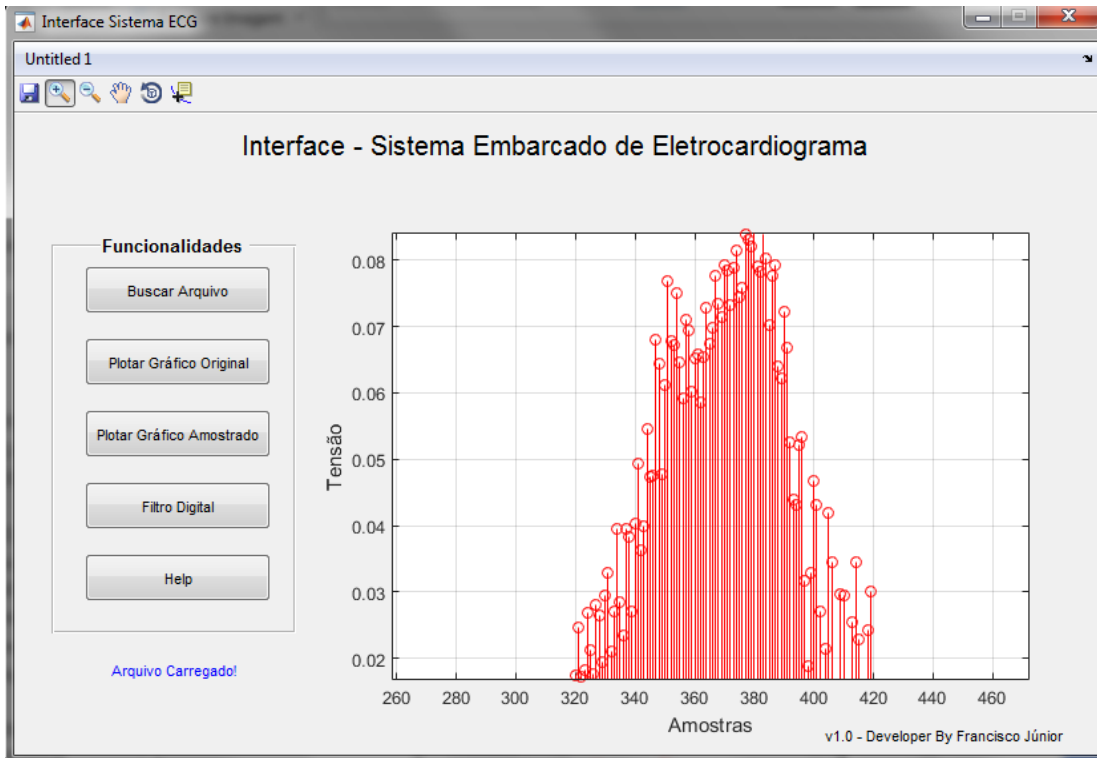 Interface Sistema ECG
Untitled 1
Interface - Sistema Embarcado de Eletrocardiograma
Funcionalidades
Buscar Arquivo
Plotar Gráfico Original
Plotar Gráfico Amostrado
Filtro Digital
Help
Arquivo Carregado!
Tensão
0.08
0.07
0.06
0.05
0.04
0.03
0.02
260 280 300 320 340 360 380 400 420 440 460
Amostras
v1.0 - Developer By Francisco Júnior